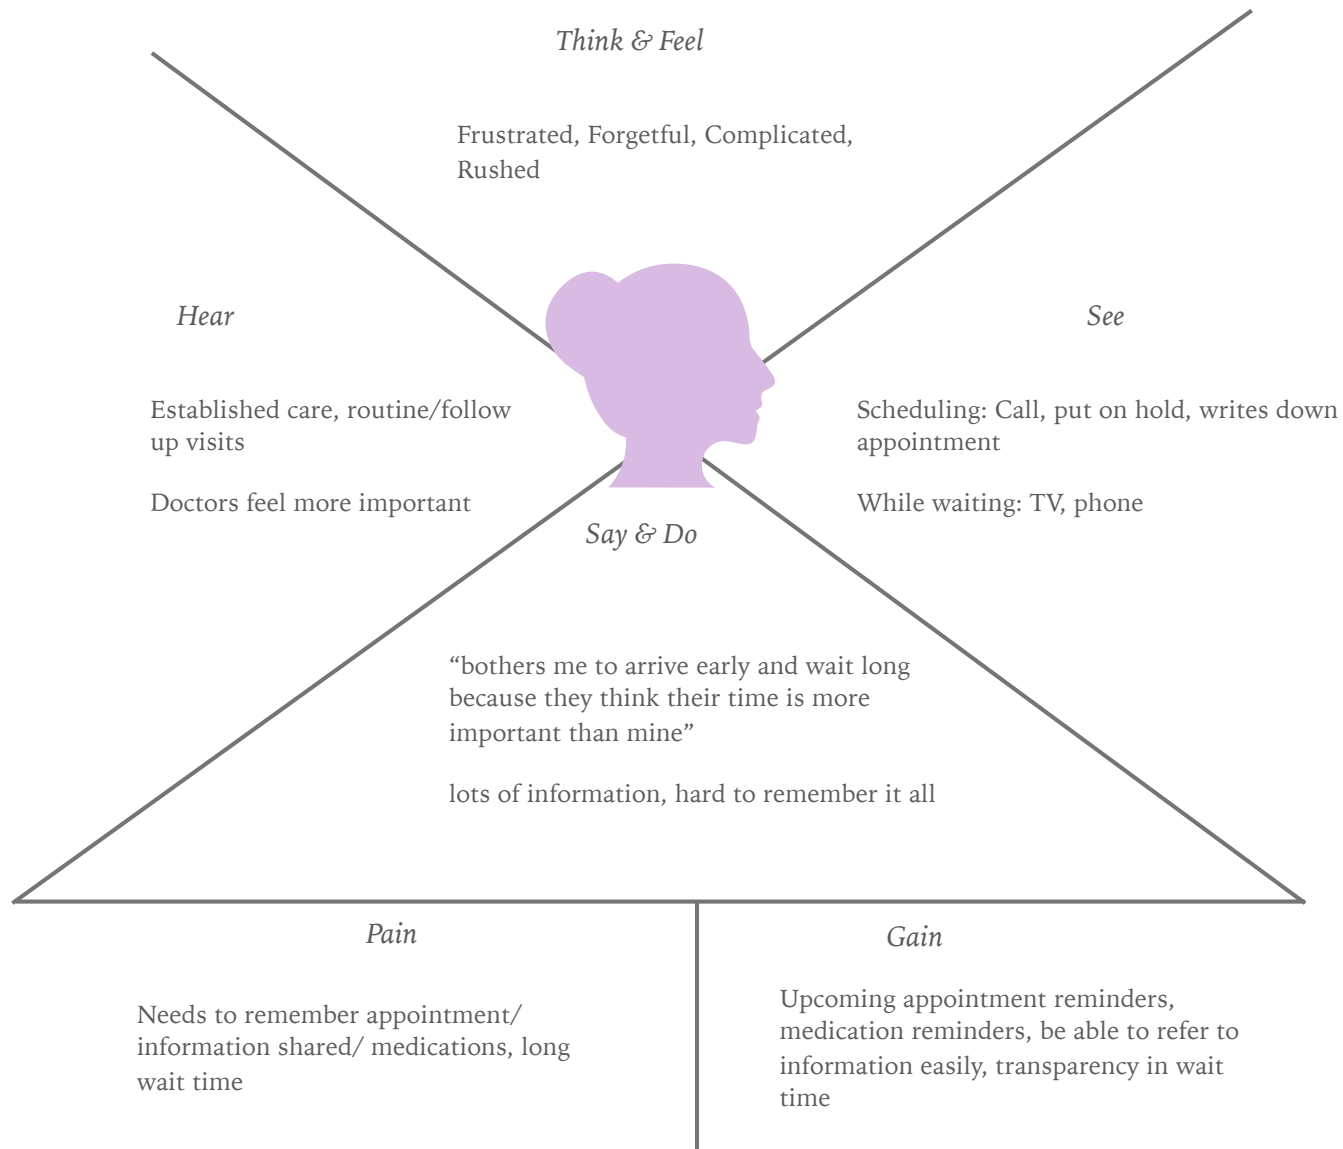 Think & Feel
Frustrated, Forgetful, Complicated,
Rushed
Hear
Established care, routine/follow
up visits
Doctors feel more important
See
Scheduling: Call, put on hold, writes down
appointment
While waiting: TV, phone
Say & Do
“bothers me to arrive early and wait long
because they think their time is more
important than mine”
lots of information, hard to remember it all
Pain
Needs to remember appointment/
information shared/ medications, long
wait time
Gain
Upcoming appointment reminders,
medication reminders, be able to refer to
information easily, transparency in wait
time